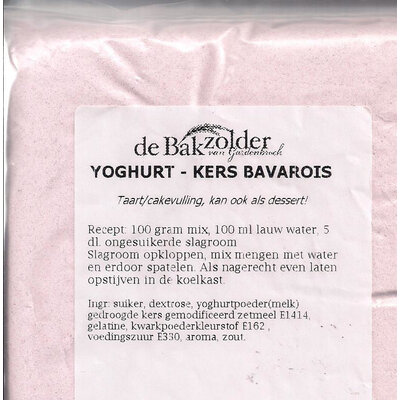 de Bakzolder
van Gardenbroek
YOGHURT - KERS BAVAROIS
Taart/cakevulling, kan ook als dessert!
Recept: 100 gram mix, 100 ml lauw water, 5
dl. ongesuikerde slagroom
Slagroom opkloppen, mix mengen met water
en erdoor spatelen. Als nagerecht even laten
opstijven in de koelkast.
Ingr: suiker, dextrose, yoghurtpoeder(melk)
gedroogde kers gemodificeerd zetmeel E1414,
gelatine, kwarkpoederkleurstof E162 ,
voedingszuur E330, aroma, zout.